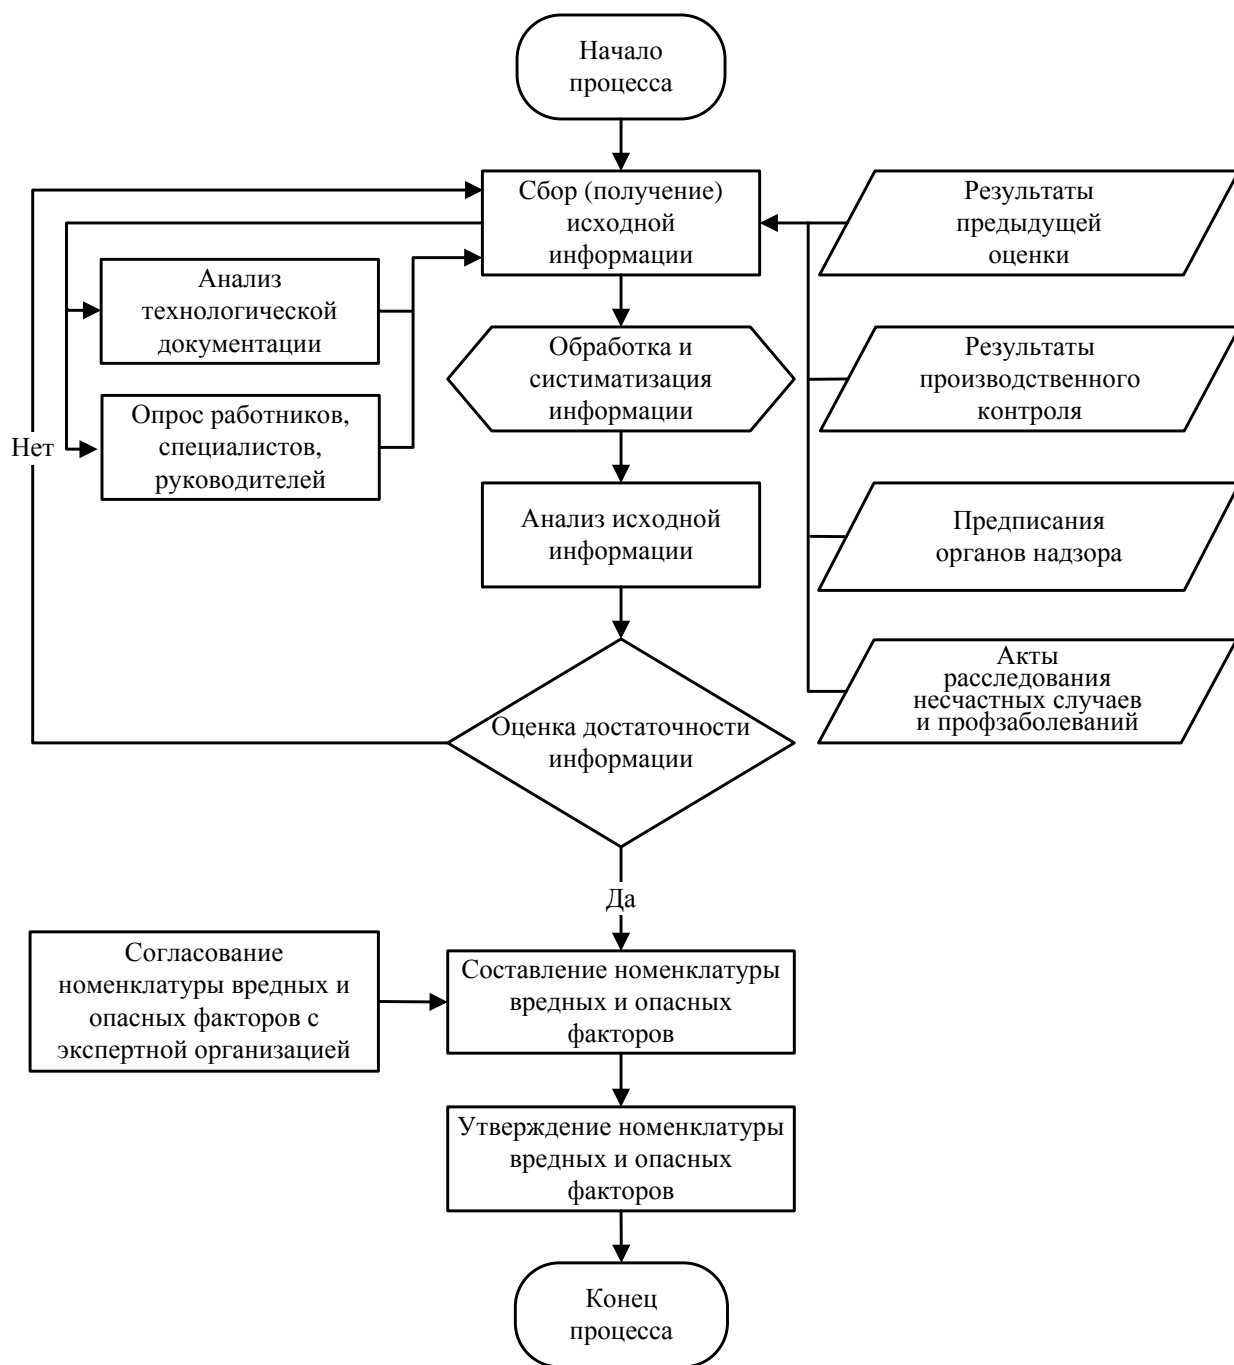 Начало
процесса
Сбор (получение)
исходной
информации
Результаты
предыдущей
оценки
Анализ
технологической
документации
Обработка и
систиматизация
информации
Результаты
производственного
контроля
Нет
Опрос работников,
специалистов,
руководителей
Анализ исходной
информации
Предписания
органов надзора
Акты
расследования
несчастных случаев
и профзаболеваний
Оценка достаточности
информации
Да
Согласование
номенклатуры вредных и
опасных факторов с
экспертной организацией
Составление номенклатуры
вредных и опасных
факторов
Утверждение номенклатуры
вредных и опасных
факторов
Конец
процесса